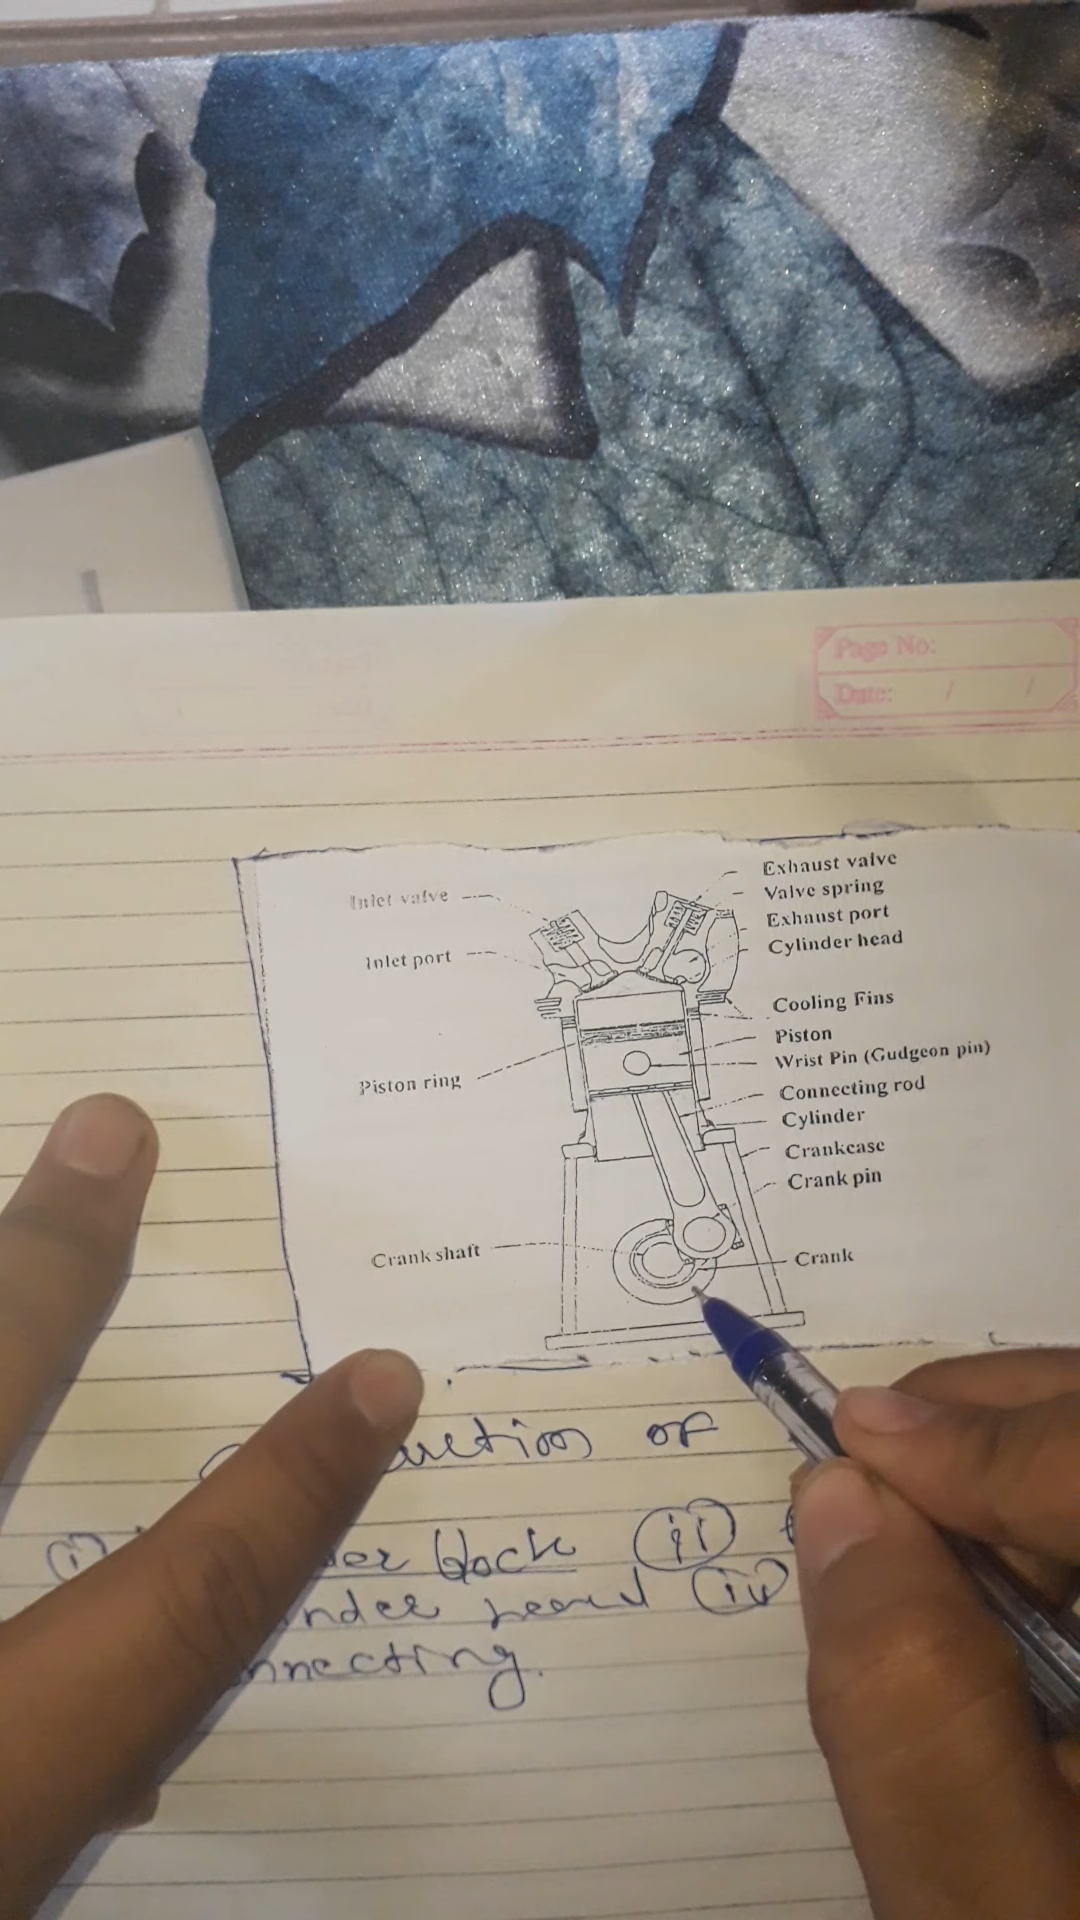 Page No:
Date: / /
Exhaust valve
Inlet valve
Valve spring
Exhaust port
Cylinder head
Inlet port
Cooling Fins
Piston
Wrist Pin (Gudgeon pin)
Piston ring
Connecting rod
Cylinder
Crankcase
Crank pin
Crank shaft
Crank
of
(i) block (ii)
(iv)